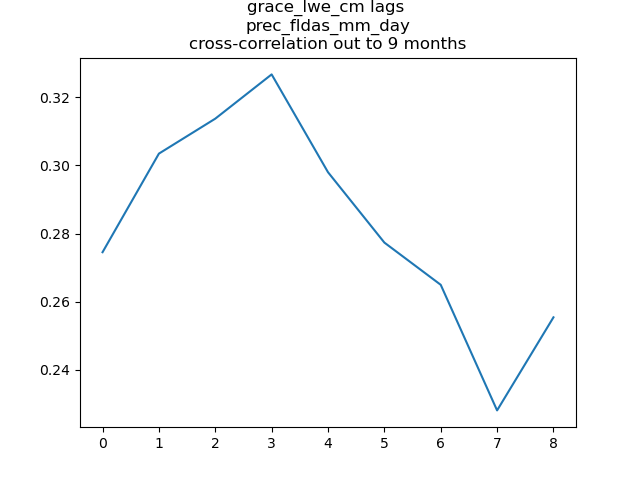 grace_lwe_cm lags
prec_fldas_mm_day
cross-correlation out to 9 months
0.32
0.30
0.28
0.26
0.24
0 1 2 3 4 5 6 7 8